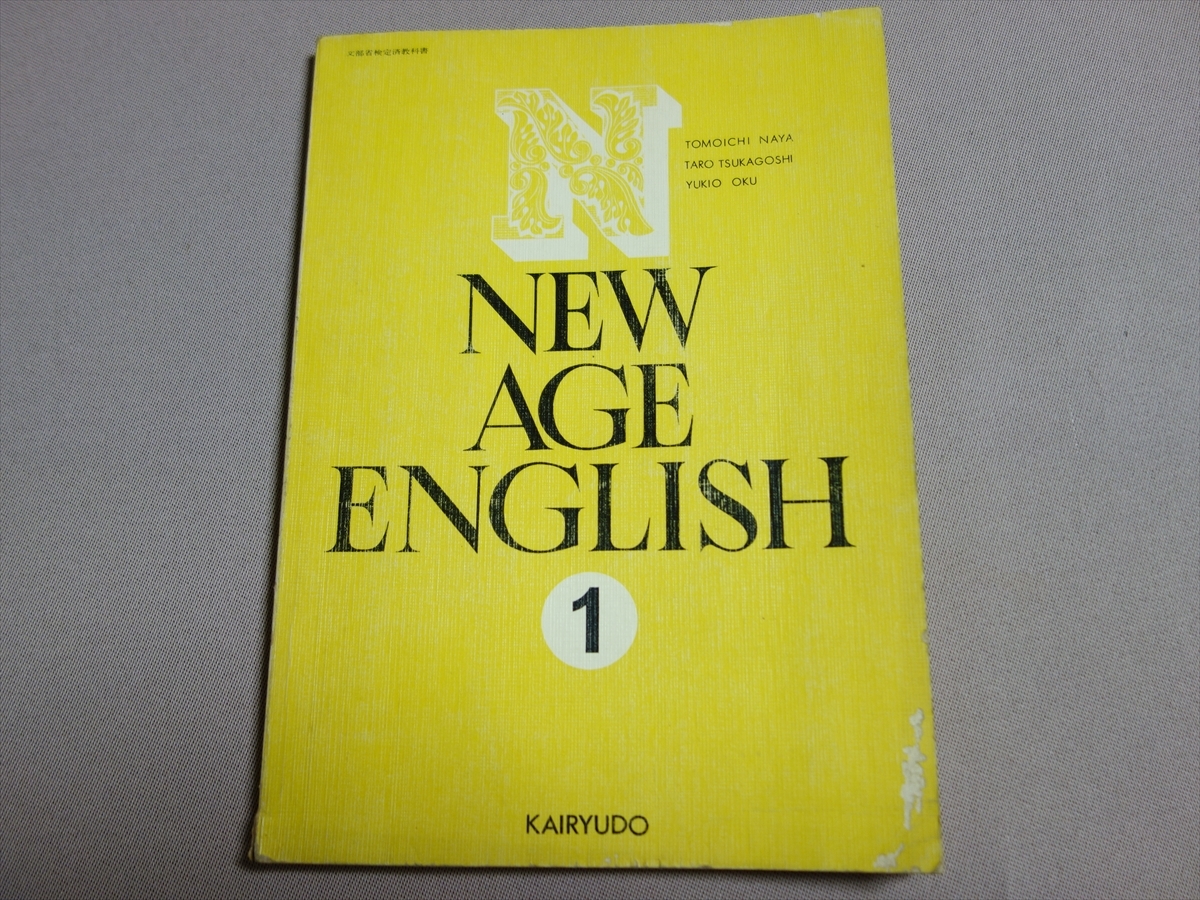 文部省検定済教科書
N
TOMOICHI NAYA
TARO TSUKAGOSHI
YUKIO OKU
NEW
AGE
ENGLISH
1
KAIRYUDO